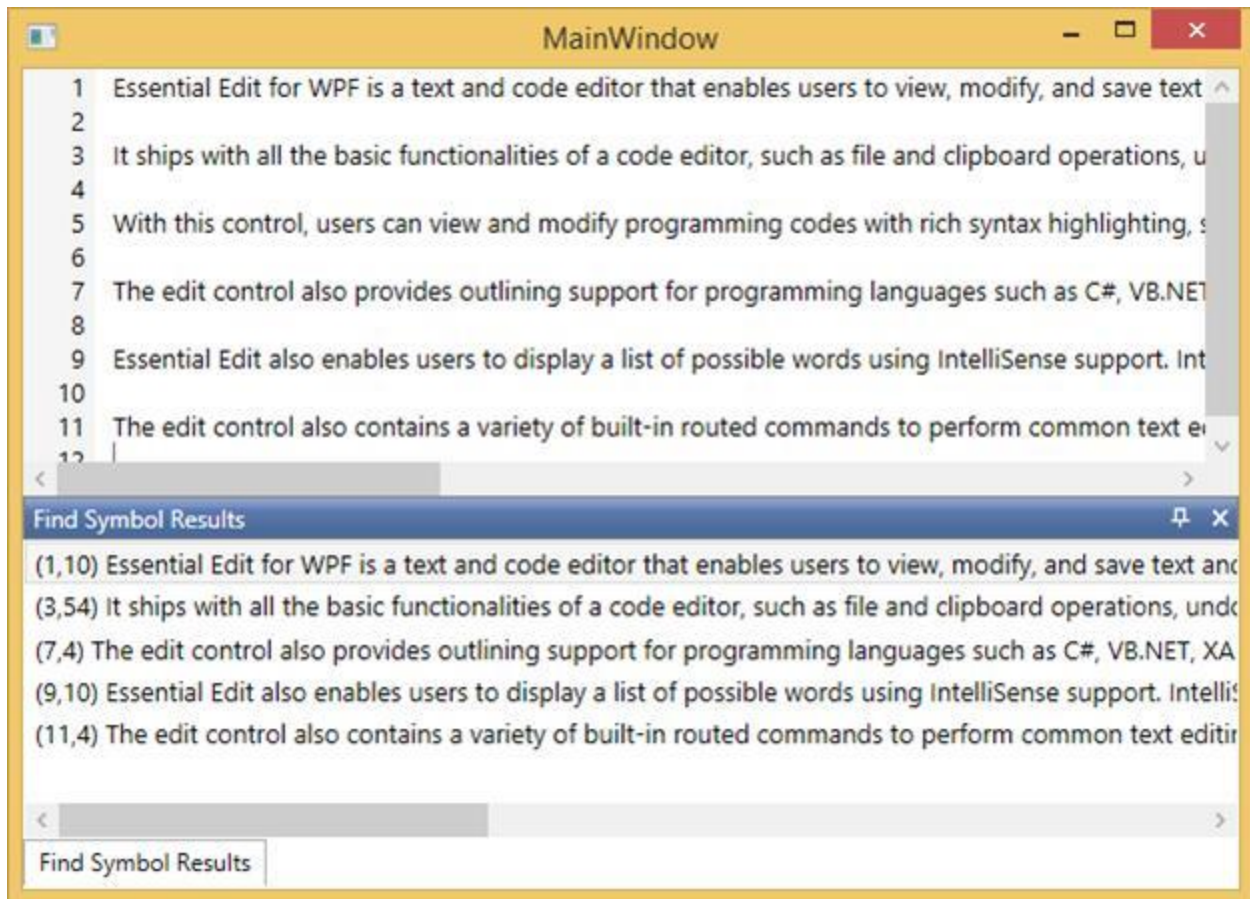 MainWindow
1 Essential Edit for WPF is a text and code editor that enables users to view, modify, and save text
2
3 It ships with all the basic functionalities of a code editor, such as file and clipboard operations, u
4
5 With this control, users can view and modify programming codes with rich syntax highlighting,
6
7 The edit control also provides outlining support for programming languages such as C#, VB.NET
8
9 Essential Edit also enables users to display a list of possible words using IntelliSense support. Int
10
11 The edit control also contains a variety of built-in routed commands to perform common text e
12
Find Symbol Results
(1,10) Essential Edit for WPF is a text and code editor that enables users to view, modify, and save text and
(3,54) It ships with all the basic functionalities of a code editor, such as file and clipboard operations, undo
(7,4) The edit control also provides outlining support for programming languages such as C#, VB.NET, XA
(9,10) Essential Edit also enables users to display a list of possible words using IntelliSense support. Intelli
(11,4) The edit control also contains a variety of built-in routed commands to perform common text editi
Find Symbol Results